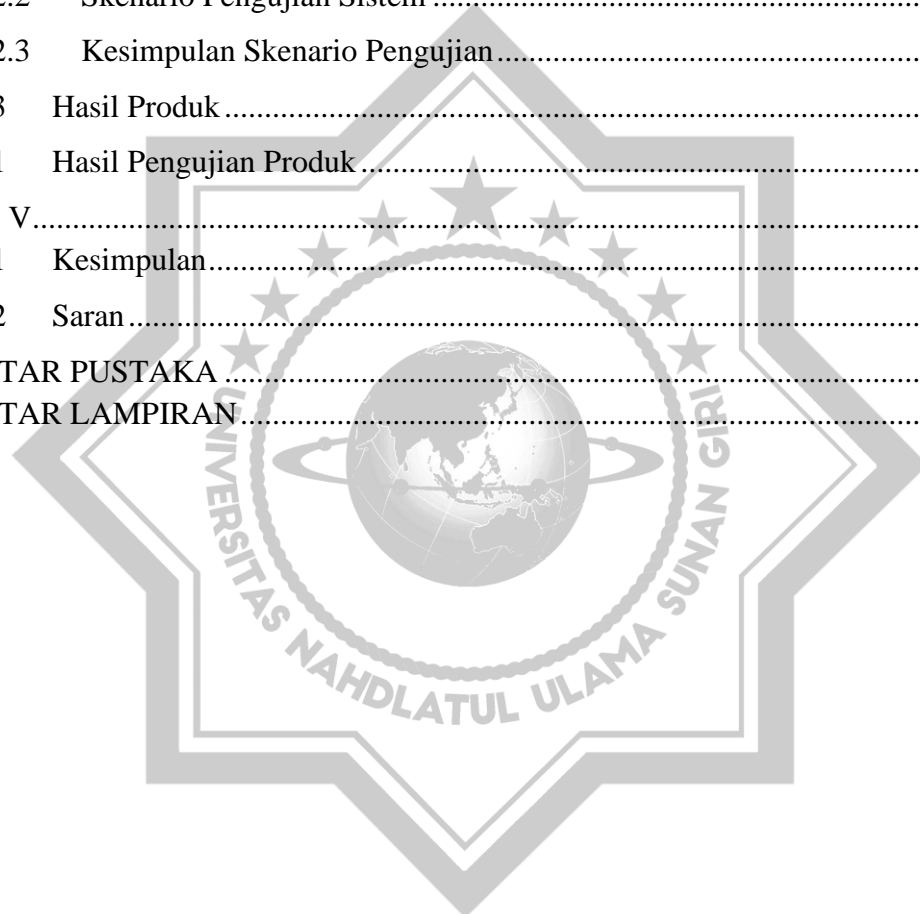 2.2 Skenario Pengujian Sistem ........................................................
2.3 Kesimpulan Skenario Pengujian ........................................................
3 Hasil Produk ........................................................
1 Hasil Pengujian Produk ........................................................
V ........................................................
1 Kesimpulan ........................................................
2 Saran ........................................................
TAR PUSTAKA ........................................................
TAR LAMPIRAN ........................................................
UNIVERSITAS NAHDLATUL ULAMA SUNAN GIRI